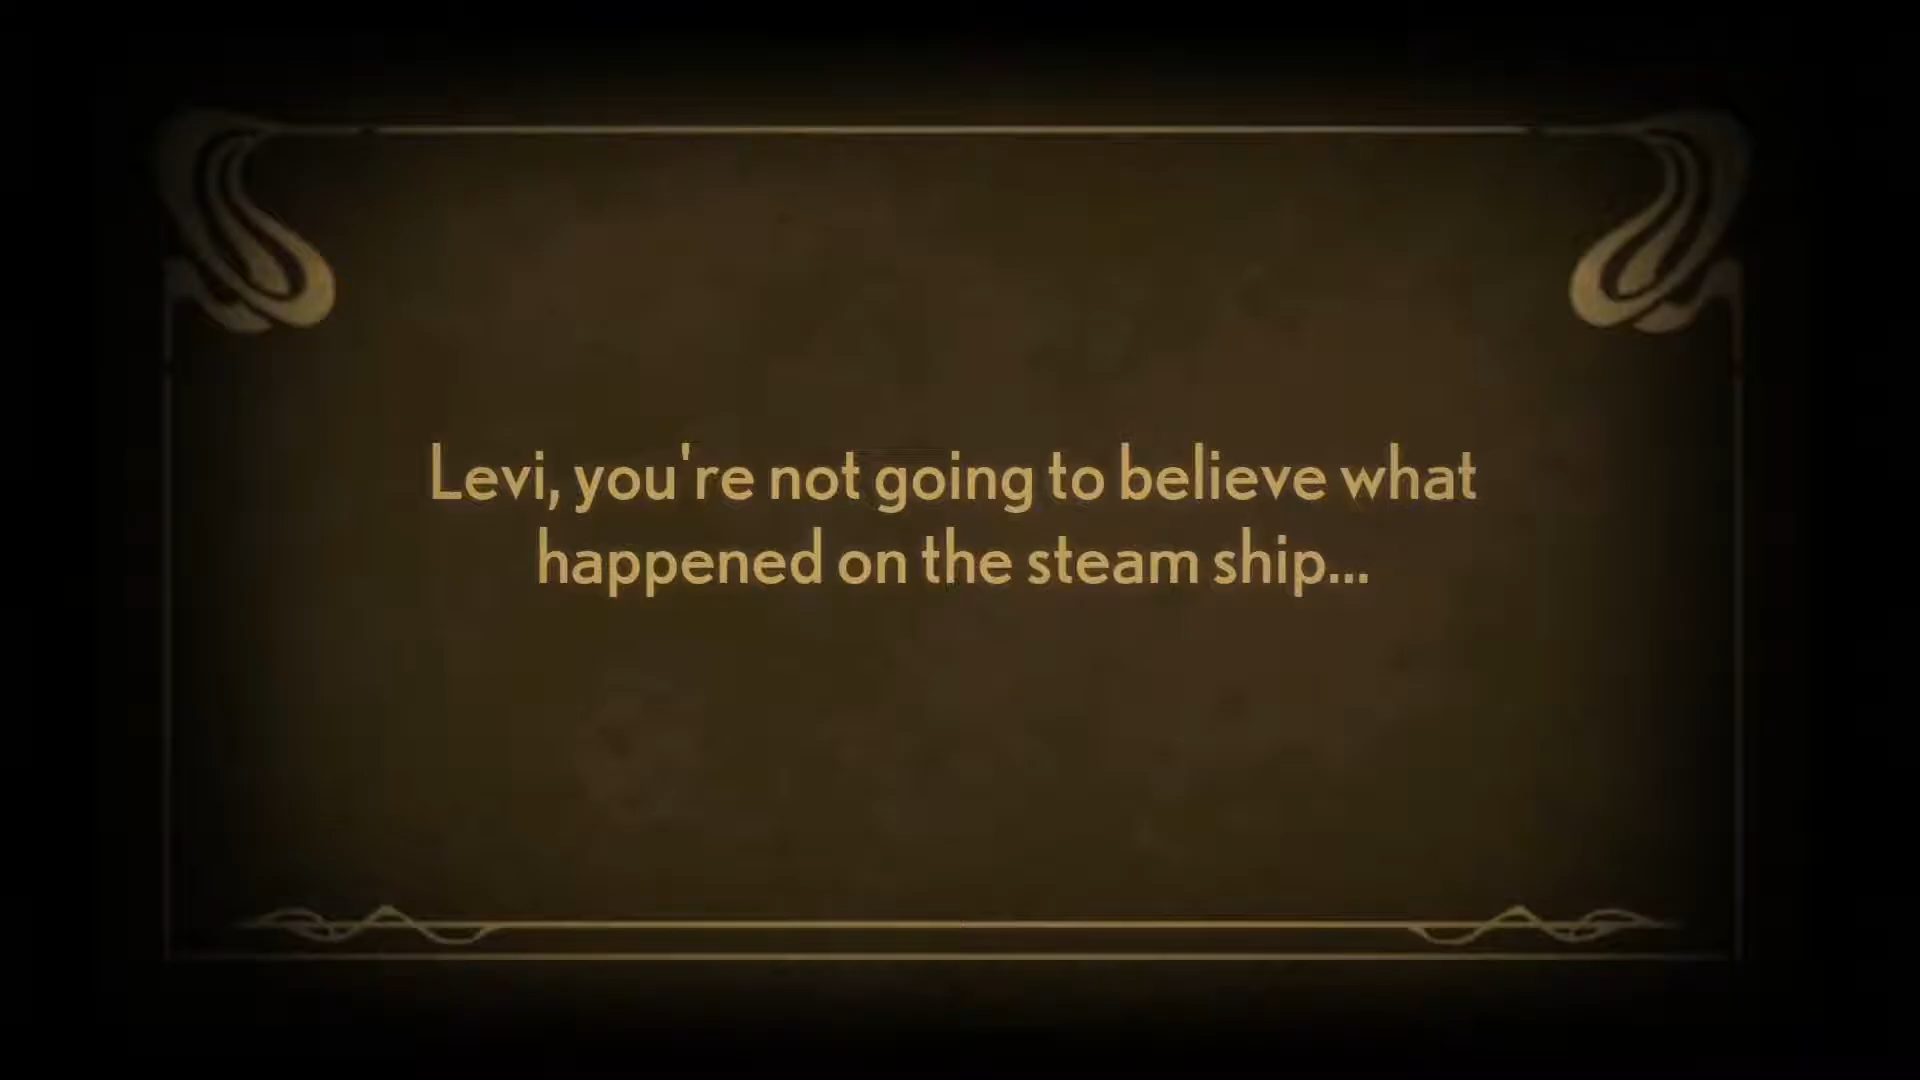 Levi, you're not going to believe what
happened on the steam ship...